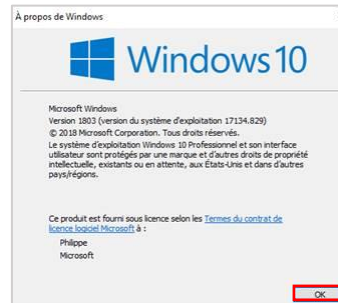 À propos de Windows
Windows 10
Microsoft Windows
Version 1803 (version du système d'exploitation 17134.829)
© 2018 Microsoft Corporation. Tous droits réservés.
Le système d'exploitation Windows 10 Professionnel et son interface
utilisateur sont protégés par une marque et d'autres droits de propriété
intellectuelle, existants ou en attente, aux États-Unis et dans d'autres
pays/régions.
Ce produit est fourni sous licence selon les Termes du contrat de
licence logiciel Microsoft à :
Philippe
Microsoft
OK